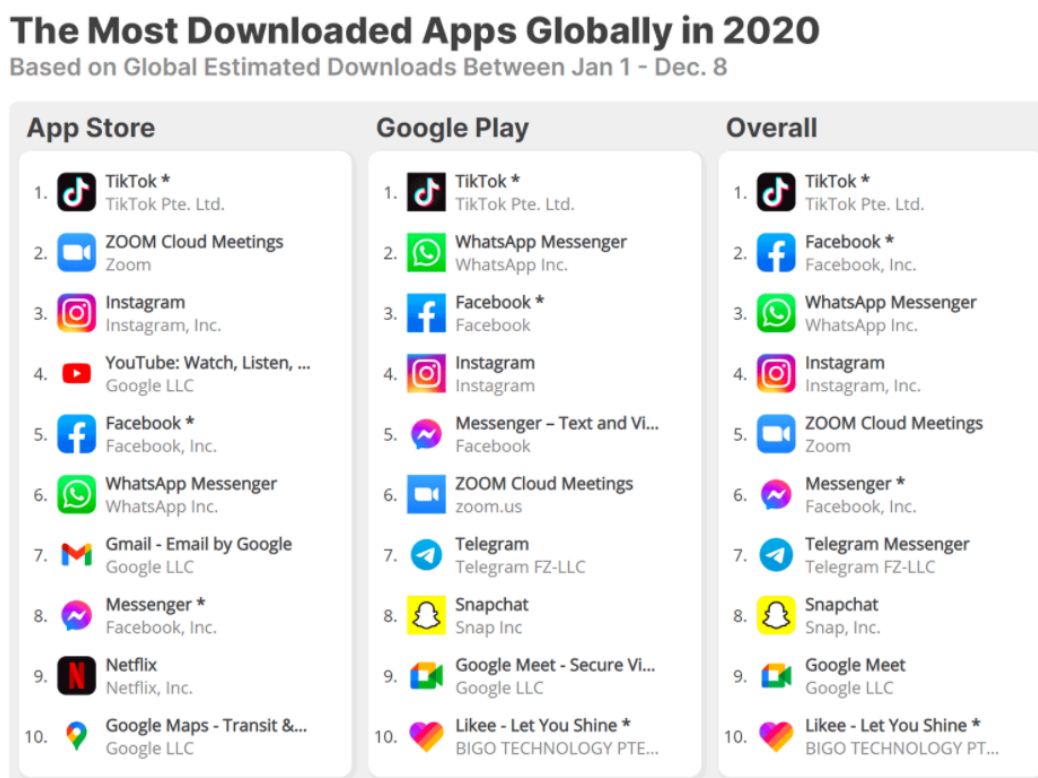 The Most Downloaded Apps Globally in 2020
Based on Global Estimated Downloads Between Jan 1 - Dec. 8
App Store
1. TikTok *
TikTok Pte. Ltd.
2. ZOOM Cloud Meetings
Zoom
3. Instagram
Instagram, Inc.
4. YouTube: Watch, Listen, ...
Google LLC
5. Facebook *
Facebook, Inc.
6. WhatsApp Messenger
WhatsApp Inc.
7. Gmail - Email by Google
Google LLC
8. Messenger *
Facebook, Inc.
9. Netflix
Netflix, Inc.
10. Google Maps - Transit &...
Google LLC
Google Play
1. TikTok *
TikTok Pte. Ltd.
2. WhatsApp Messenger
WhatsApp Inc.
3. Facebook *
Facebook
4. Instagram
Instagram
5. Messenger – Text and Vi...
Facebook
6. ZOOM Cloud Meetings
zoom.us
7. Telegram
Telegram FZ-LLC
8. Snapchat
Snap Inc
9. Google Meet - Secure Vi...
Google LLC
10. Likee - Let You Shine *
BIGO TECHNOLOGY PTE...
Overall
1. TikTok *
TikTok Pte. Ltd.
2. Facebook *
Facebook, Inc.
3. WhatsApp Messenger
WhatsApp Inc.
4. Instagram
Instagram, Inc.
5. ZOOM Cloud Meetings
Zoom
6. Messenger *
Facebook, Inc.
7. Telegram Messenger
Telegram FZ-LLC
8. Snapchat
Snap, Inc.
9. Google Meet
Google LLC
10. Likee - Let You Shine *
BIGO TECHNOLOGY PT...